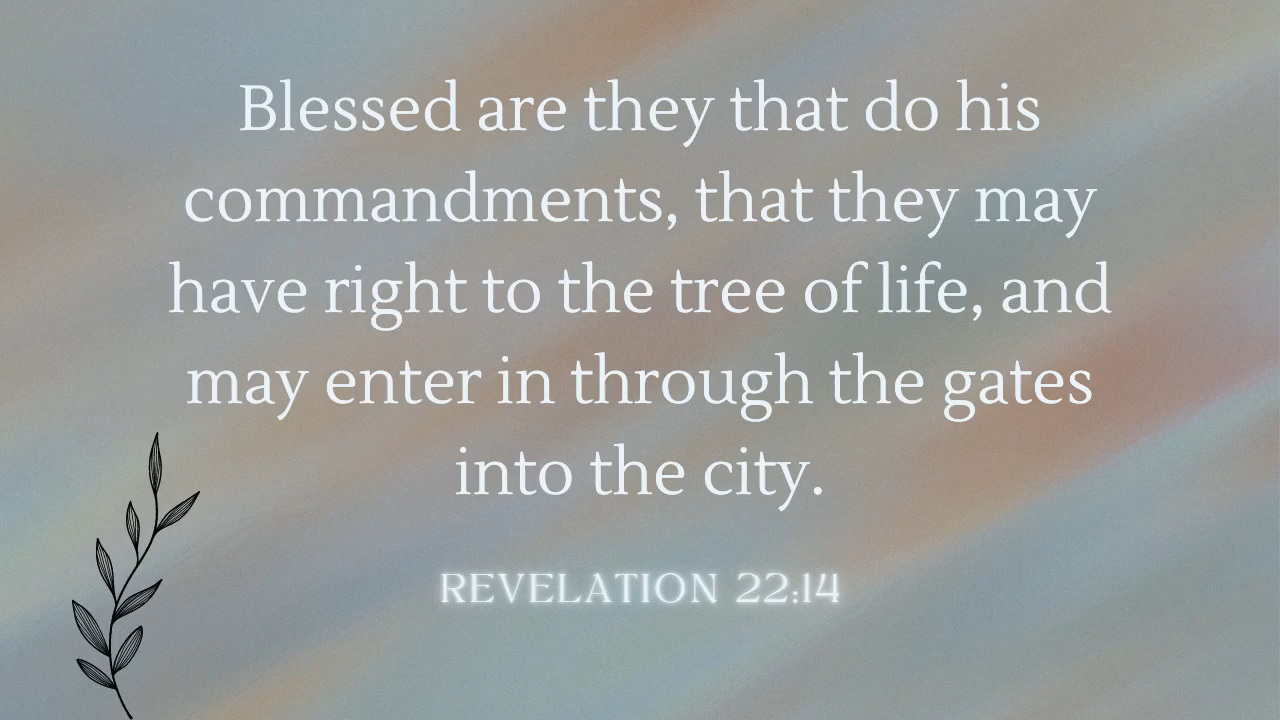 Blessed are they that do his
commandments, that they may
have right to the tree of life, and
may enter in through the gates
into the city.
REVELATION 22:14